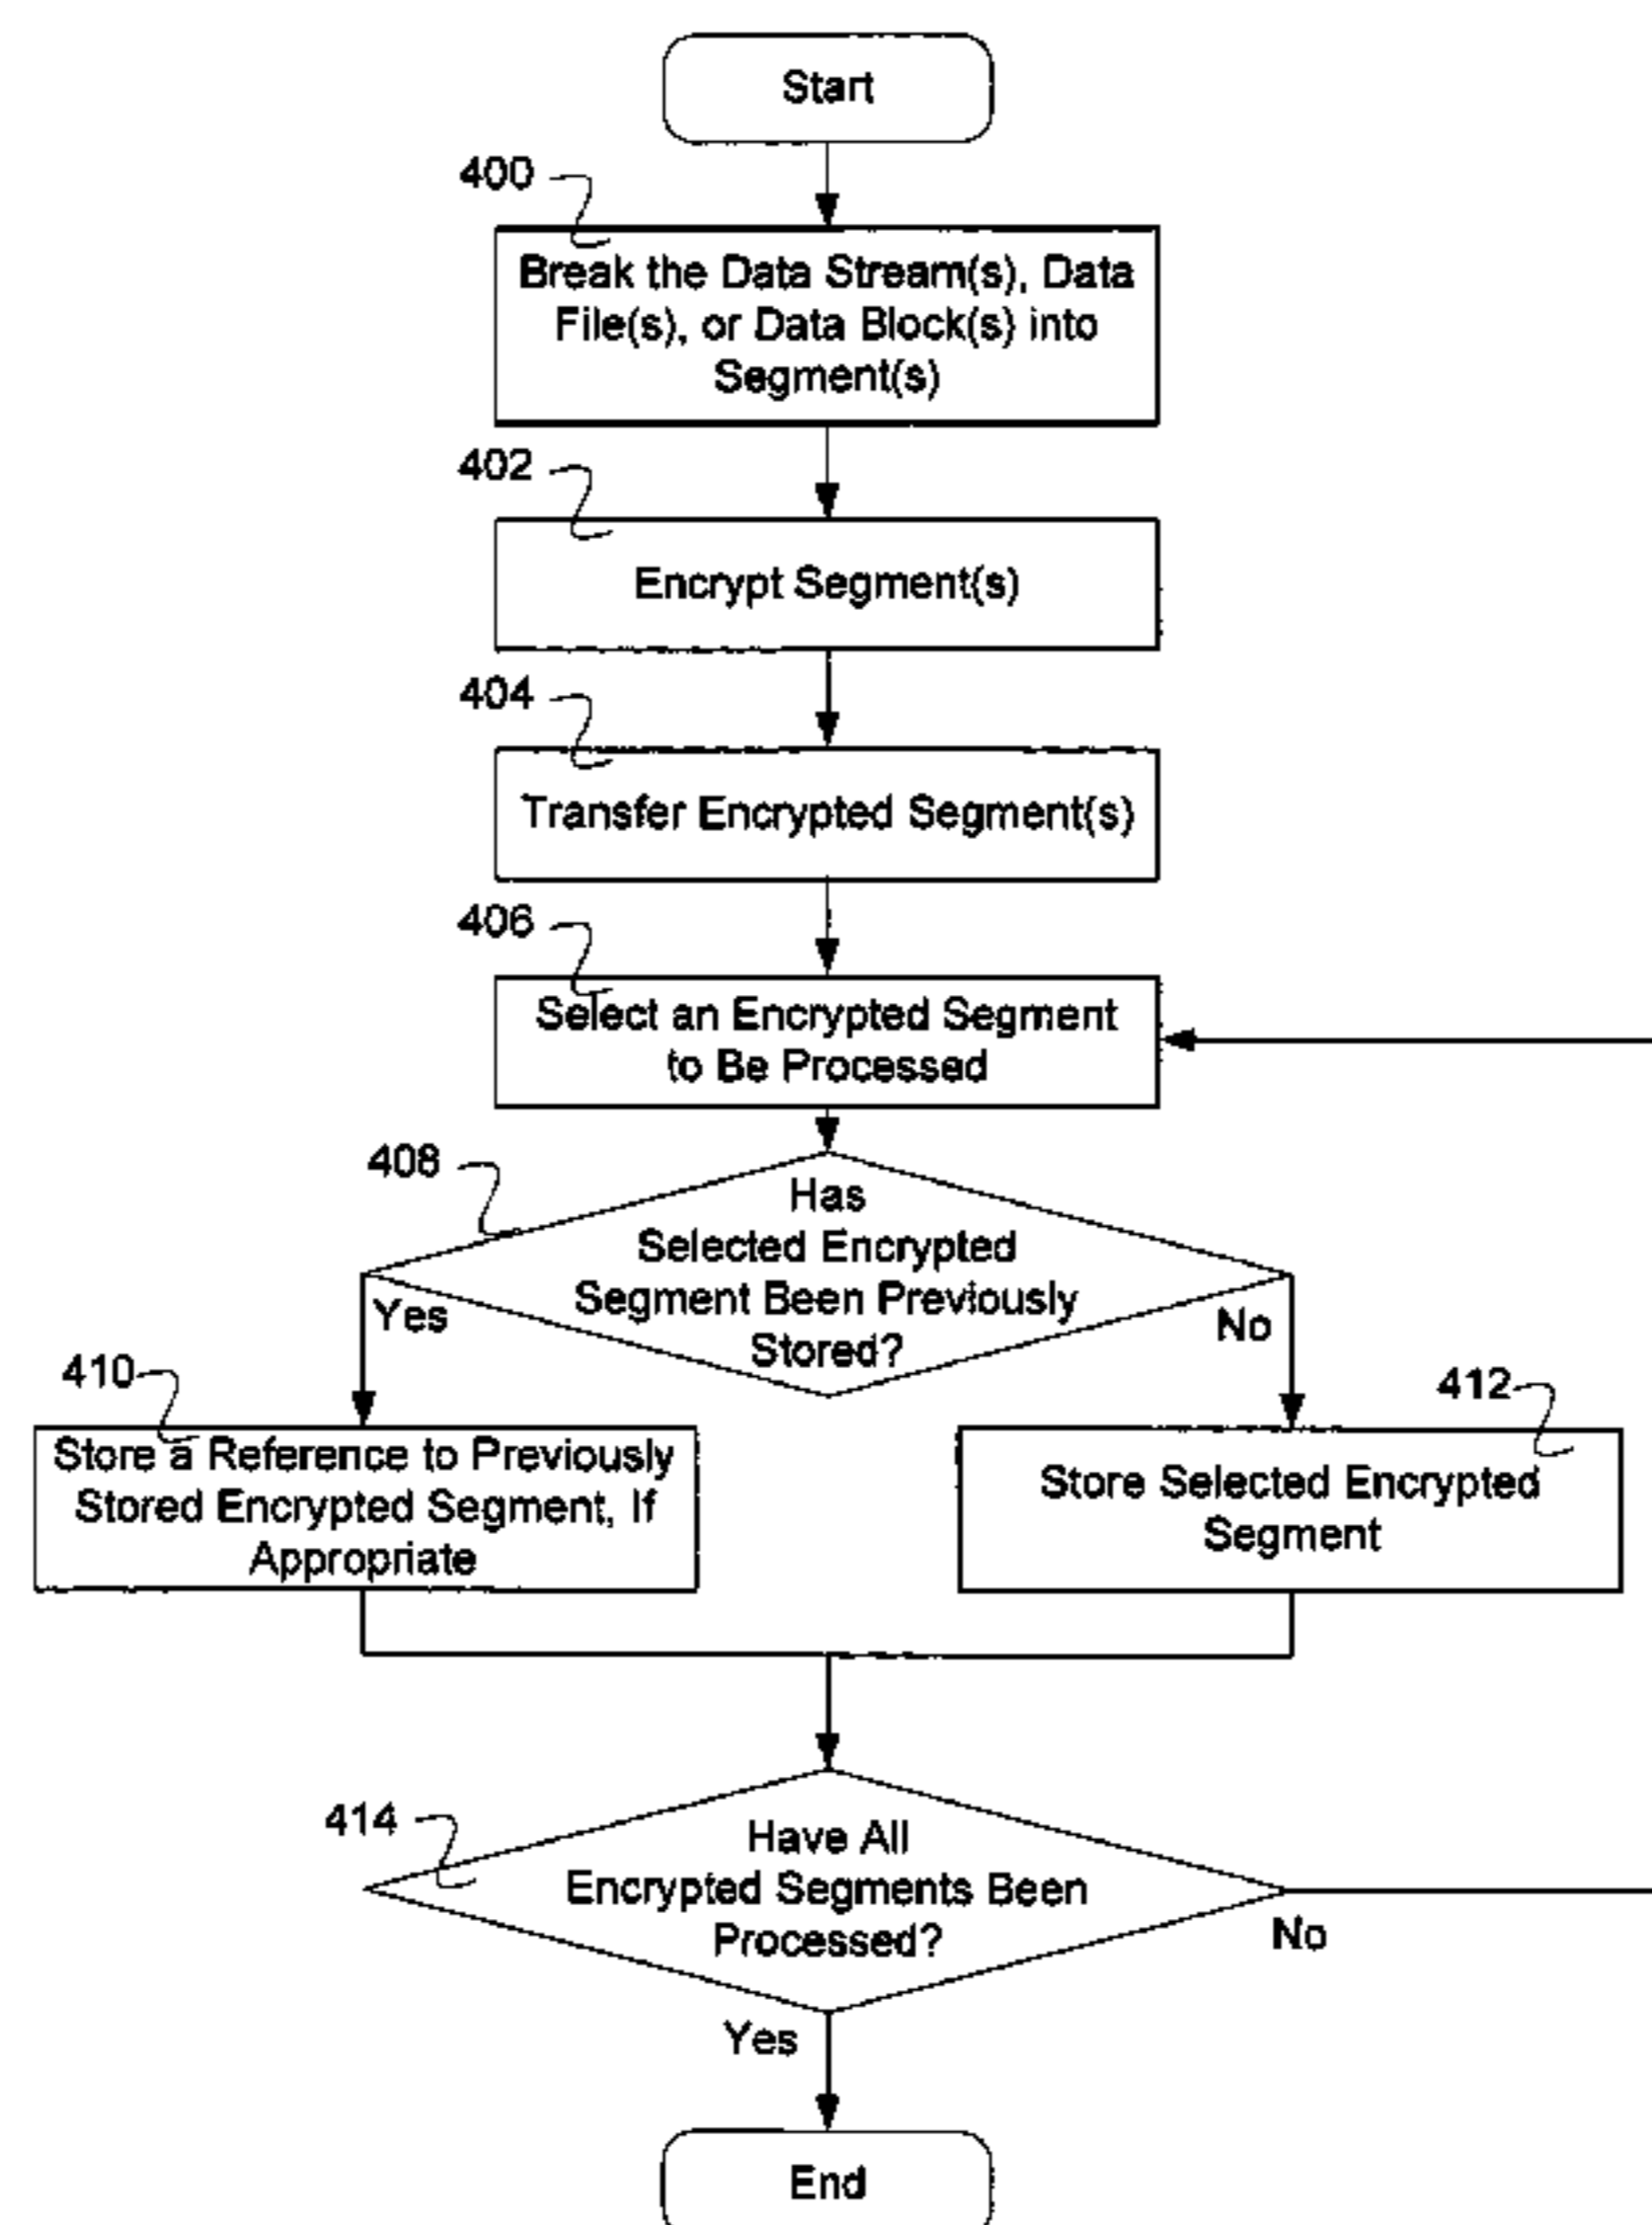 Start
400
Break the Data Stream(s), Data
File(s), or Data Block(s) into
Segment(s)
402
Encrypt Segment(s)
404
Transfer Encrypted Segment(s)
406
Select an Encrypted Segment
to Be Processed
408
Has
Selected Encrypted
Segment Been Previously
Stored?
Yes
No
410
412
Store a Reference to Previously
Stored Encrypted Segment, If
Appropriate
Store Selected Encrypted
Segment
414
Have All
Encrypted Segments Been
Processed?
No
Yes
End